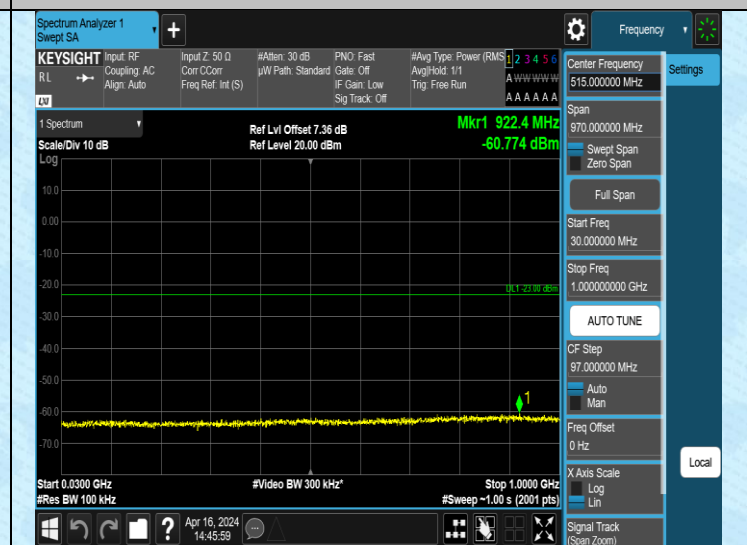 Spectrum Analyzer 1
Swept SA
+
Frequency
KEYSIGHT
RL
LXI
Input: RF
Coupling: AC
Align: Auto
Input Z: 50 Ω
Corr CCorr
Freq Ref: Int (S)
#Atten: 30 dB
µW Path: Standard
PNO: Fast
Gate: Off
IF Gain: Low
Sig Track: Off
#Avg Type: Power (RMS
Avg|Hold: 1/1
Trig: Free Run
1 2 3 4 5 6
A W W W W W
A A A A A A
Center Frequency
515.000000 MHz
Settings
Span
970.000000 MHz
Swept Span
Zero Span
Full Span
Start Freq
30.000000 MHz
Stop Freq
1.000000000 GHz
AUTO TUNE
CF Step
97.000000 MHz
Auto
Man
Freq Offset
0 Hz
X Axis Scale
Log
Lin
Signal Track
(Span Zoom)
Local
1 Spectrum
Scale/Div 10 dB
Log
Ref Lvl Offset 7.36 dB
Ref Level 20.00 dBm
Mkr1 922.4 MHz
-60.774 dBm
10.0
0.00
-10.0
-20.0
DL1 -23.00 dBm
-30.0
-40.0
-50.0
1
-60.0
-70.0
Start 0.0300 GHz
#Res BW 100 kHz
#Video BW 300 kHz*
Stop 1.0000 GHz
#Sweep ~1.00 s (2001 pts)
?
Apr 16, 2024
14:45:59